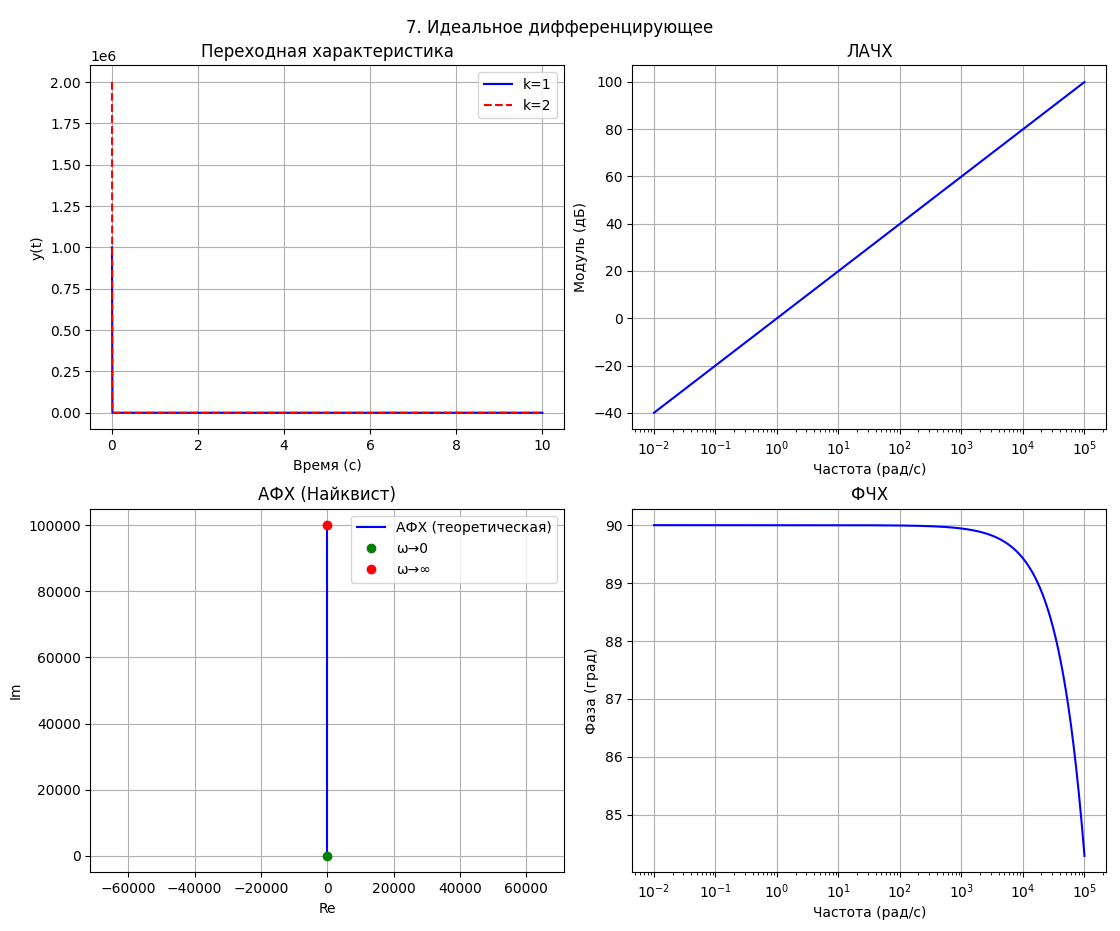 7. Идеальное дифференцирующее
Переходная характеристика
1e6
2.00
1.75
1.50
1.25
1.00
0.75
0.50
0.25
0.00
y(t)
k=1
k=2
0 2 4 6 8 10
Время (с)
ЛАЧХ
100
80
60
40
20
0
−20
−40
Модуль (дБ)
10⁻² 10⁻¹ 10⁰ 10¹ 10² 10³ 10⁴ 10⁵
Частота (рад/с)
АФХ (Найквист)
100000
80000
60000
40000
20000
0
Im
АФХ (теоретическая)
ω→0
ω→∞
−60000 −40000 −20000 0 20000 40000 60000
Re
ФЧХ
90
89
88
87
86
85
Фаза (град)
10⁻² 10⁻¹ 10⁰ 10¹ 10² 10³ 10⁴ 10⁵
Частота (рад/с)